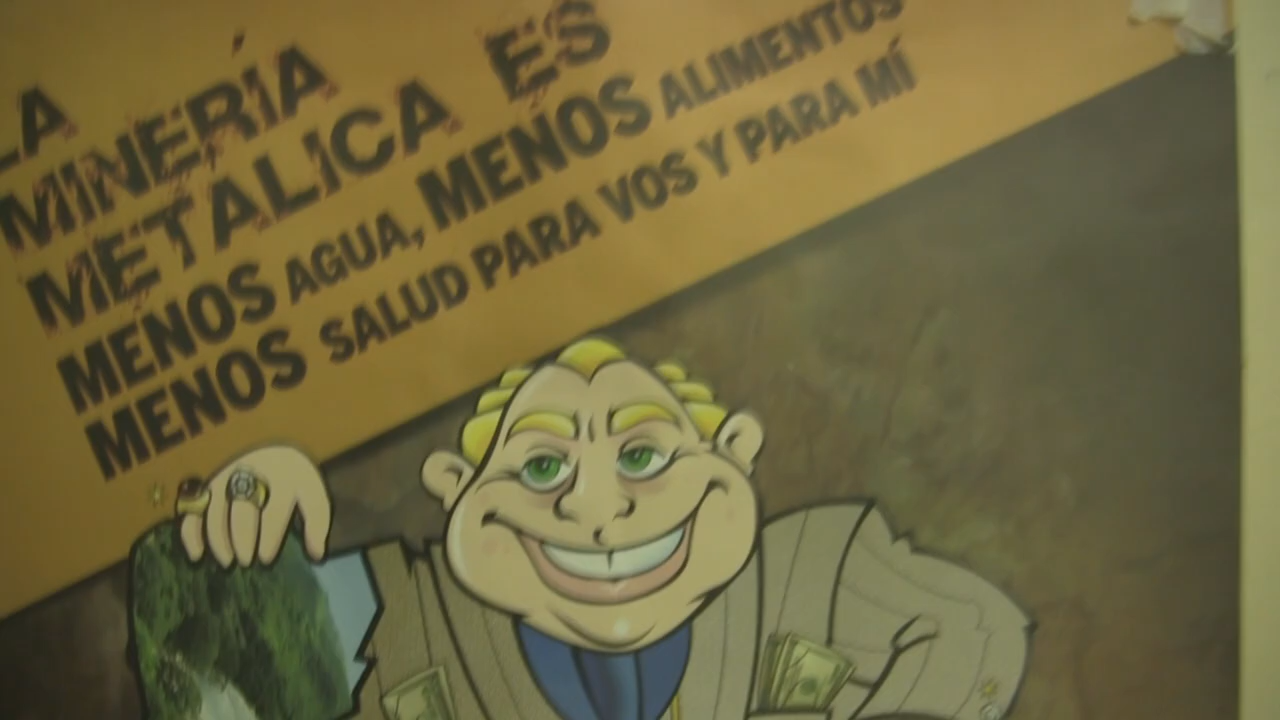 LA
MINERÍA
METALICA ES
MENOS AGUA, MENOS ALIMENTOS
MENOS SALUD PARA VOS Y PARA MÍ